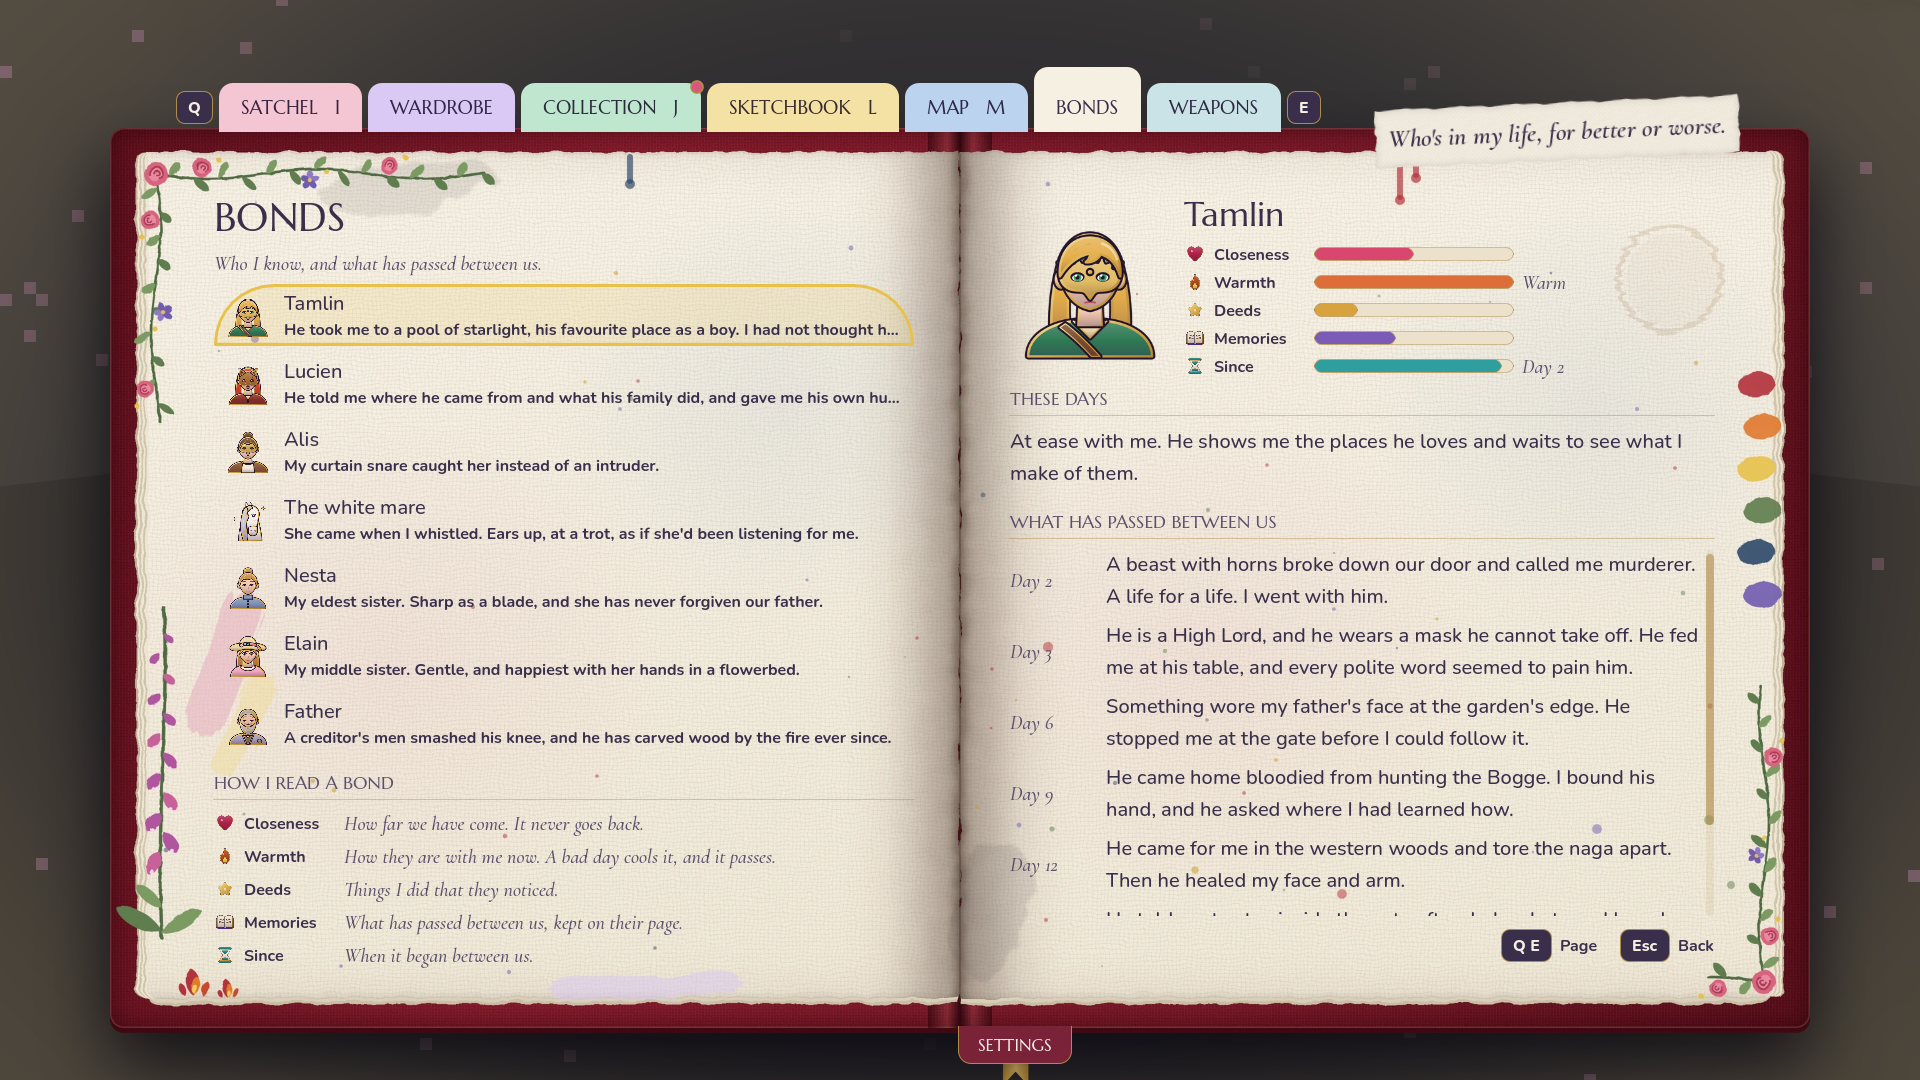 Q
SATCHEL I
WARDROBE
COLLECTION J
SKETCHBOOK L
MAP M
BONDS
WEAPONS
E
Who's in my life, for better or worse.
BONDS
Who I know, and what has passed between us.
Tamlin
He took me to a pool of starlight, his favourite place as a boy. I had not thought h...
Lucien
He told me where he came from and what his family did, and gave me his own hu...
Alis
My curtain snare caught her instead of an intruder.
The white mare
She came when I whistled. Ears up, at a trot, as if she'd been listening for me.
Nesta
My eldest sister. Sharp as a blade, and she has never forgiven our father.
Elain
My middle sister. Gentle, and happiest with her hands in a flowerbed.
Father
A creditor's men smashed his knee, and he has carved wood by the fire ever since.
HOW I READ A BOND
Closeness How far we have come. It never goes back.
Warmth How they are with me now. A bad day cools it, and it passes.
Deeds Things I did that they noticed.
Memories What has passed between us, kept on their page.
Since When it began between us.
Tamlin
Closeness
Warmth Warm
Deeds
Memories
Since Day 2
THESE DAYS
At ease with me. He shows me the places he loves and waits to see what I
make of them.
WHAT HAS PASSED BETWEEN US
Day 2
A beast with horns broke down our door and called me murderer.
A life for a life. I went with him.
Day 3
He is a High Lord, and he wears a mask he cannot take off. He fed
me at his table, and every polite word seemed to pain him.
Day 6
Something wore my father's face at the garden's edge. He
stopped me at the gate before I could follow it.
Day 9
He came home bloodied from hunting the Bogge. I bound his
hand, and he asked where I had learned how.
Day 12
He came for me in the western woods and tore the naga apart.
Then he healed my face and arm.
Q E Page Esc Back
SETTINGS